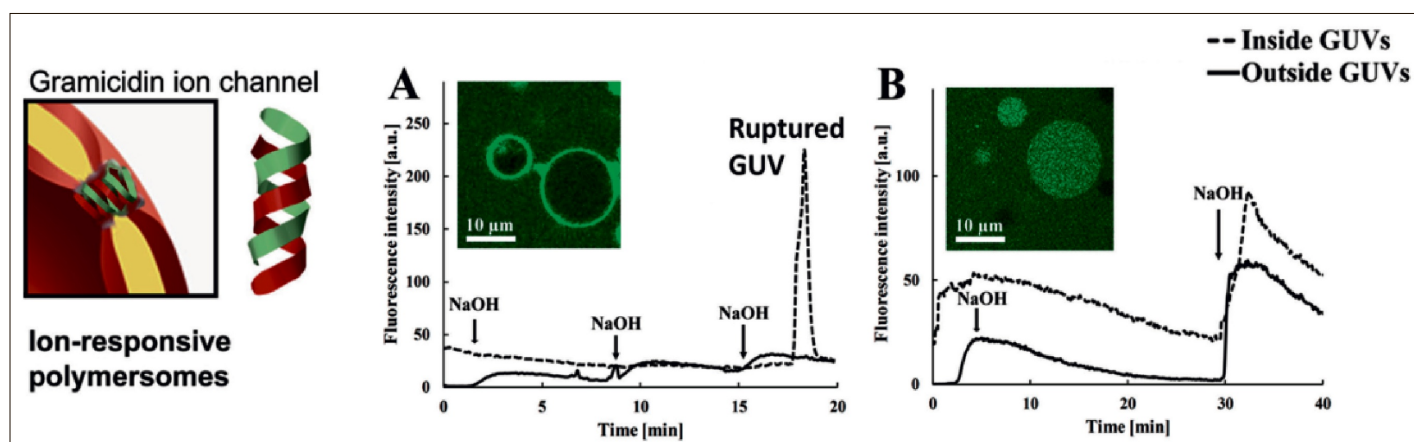 Gramicidin ion channel
Ion-responsive
polymersomes
A
Fluorescence intensity [a.u.]
250
200
150
100
50
0
10 µm
Ruptured
GUV
NaOH
NaOH
NaOH
0
5
10
15
20
Time [min]
B
Inside GUVs
Outside GUVs
Fluorescence intensity [a.u.]
100
50
0
10 µm
NaOH
NaOH
0
10
20
30
40
Time [min]